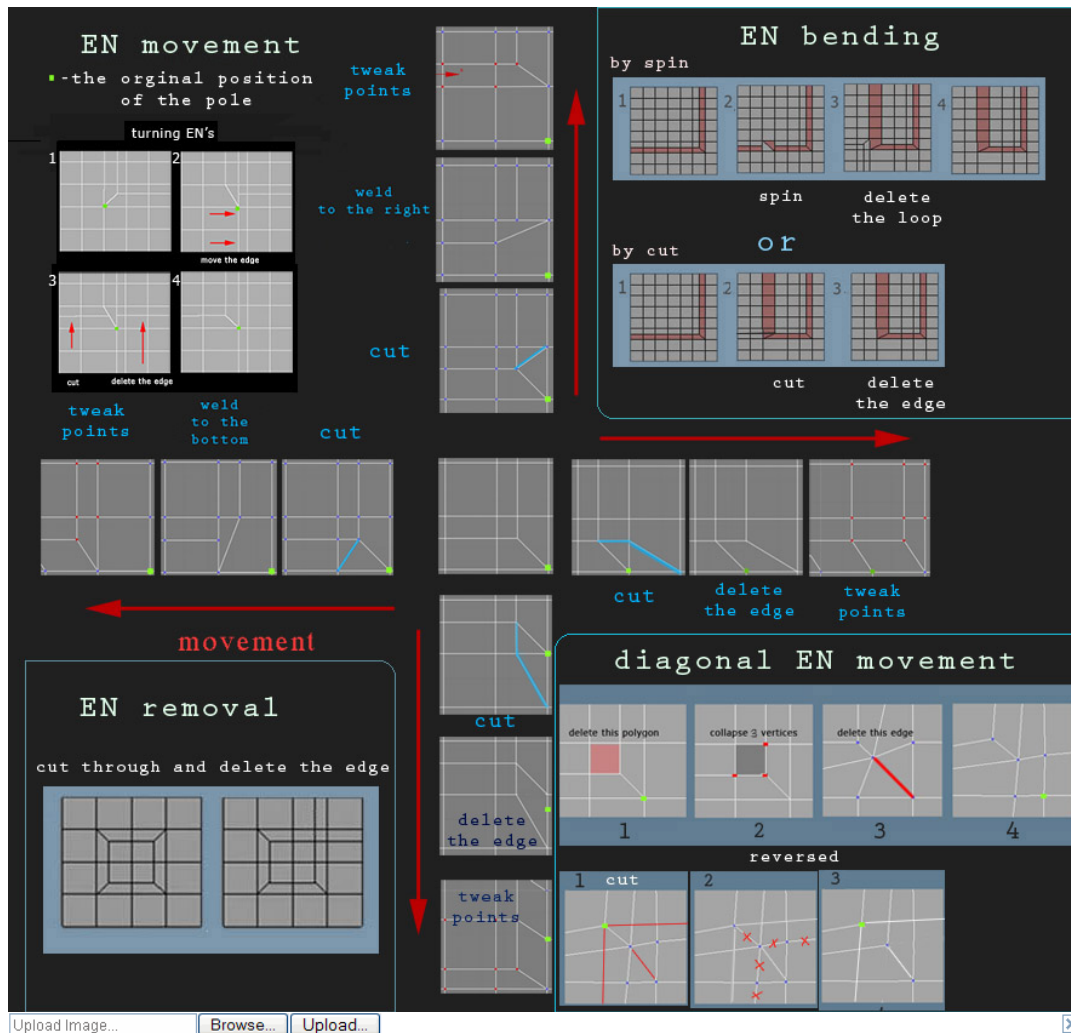 EN movement
-the orginal position
of the pole
turning EN's
1
2
move the edge
3
4
cut
delete the edge
tweak
points
weld
to the right
cut
EN bending
by spin
1
2
3
4
spin
delete
the loop
or
by cut
1
2
3
cut
delete
the edge
tweak
points
weld
to the
bottom
cut
cut
delete
the edge
tweak
points
movement
cut
delete
the edge
tweak
points
EN removal
cut through and delete the edge
diagonal EN movement
delete this polygon
collapse 3 vertices
delete this edge
1
2
3
4
reversed
1
cut
2
3
Upload Image...
Browse...
Upload...